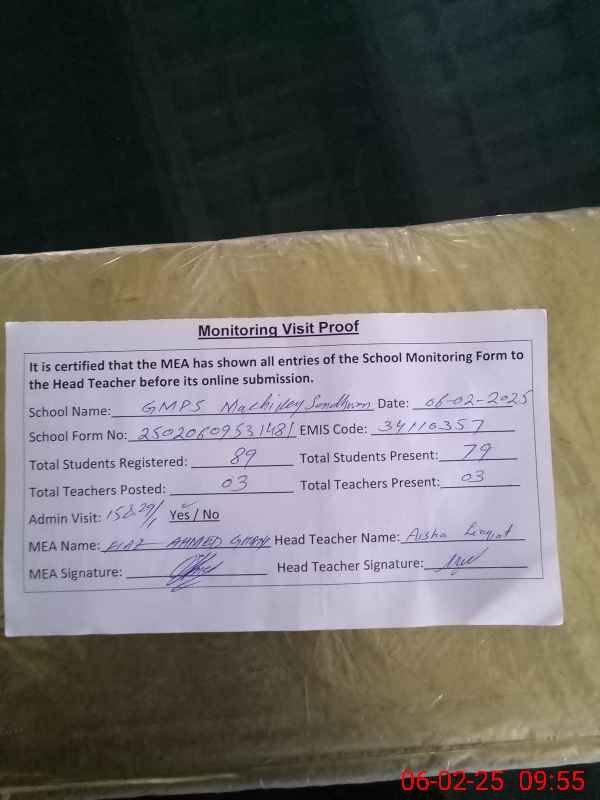 Monitoring Visit Proof
It is certified that the MEA has shown all entries of the School Monitoring Form to
the Head Teacher before its online submission.
School Name: GMPS Date: 06-02-2025
School Form No: EMIS Code: 34110357
Total Students Registered: 89 Total Students Present: 79
Total Teachers Posted: 03 Total Teachers Present: 03
Admin Visit: 15&29/1 Yes / No
MEA Name: AHMED Head Teacher Name: Aisha Liaqat
MEA Signature: Head Teacher Signature:
06-02-25 09:55